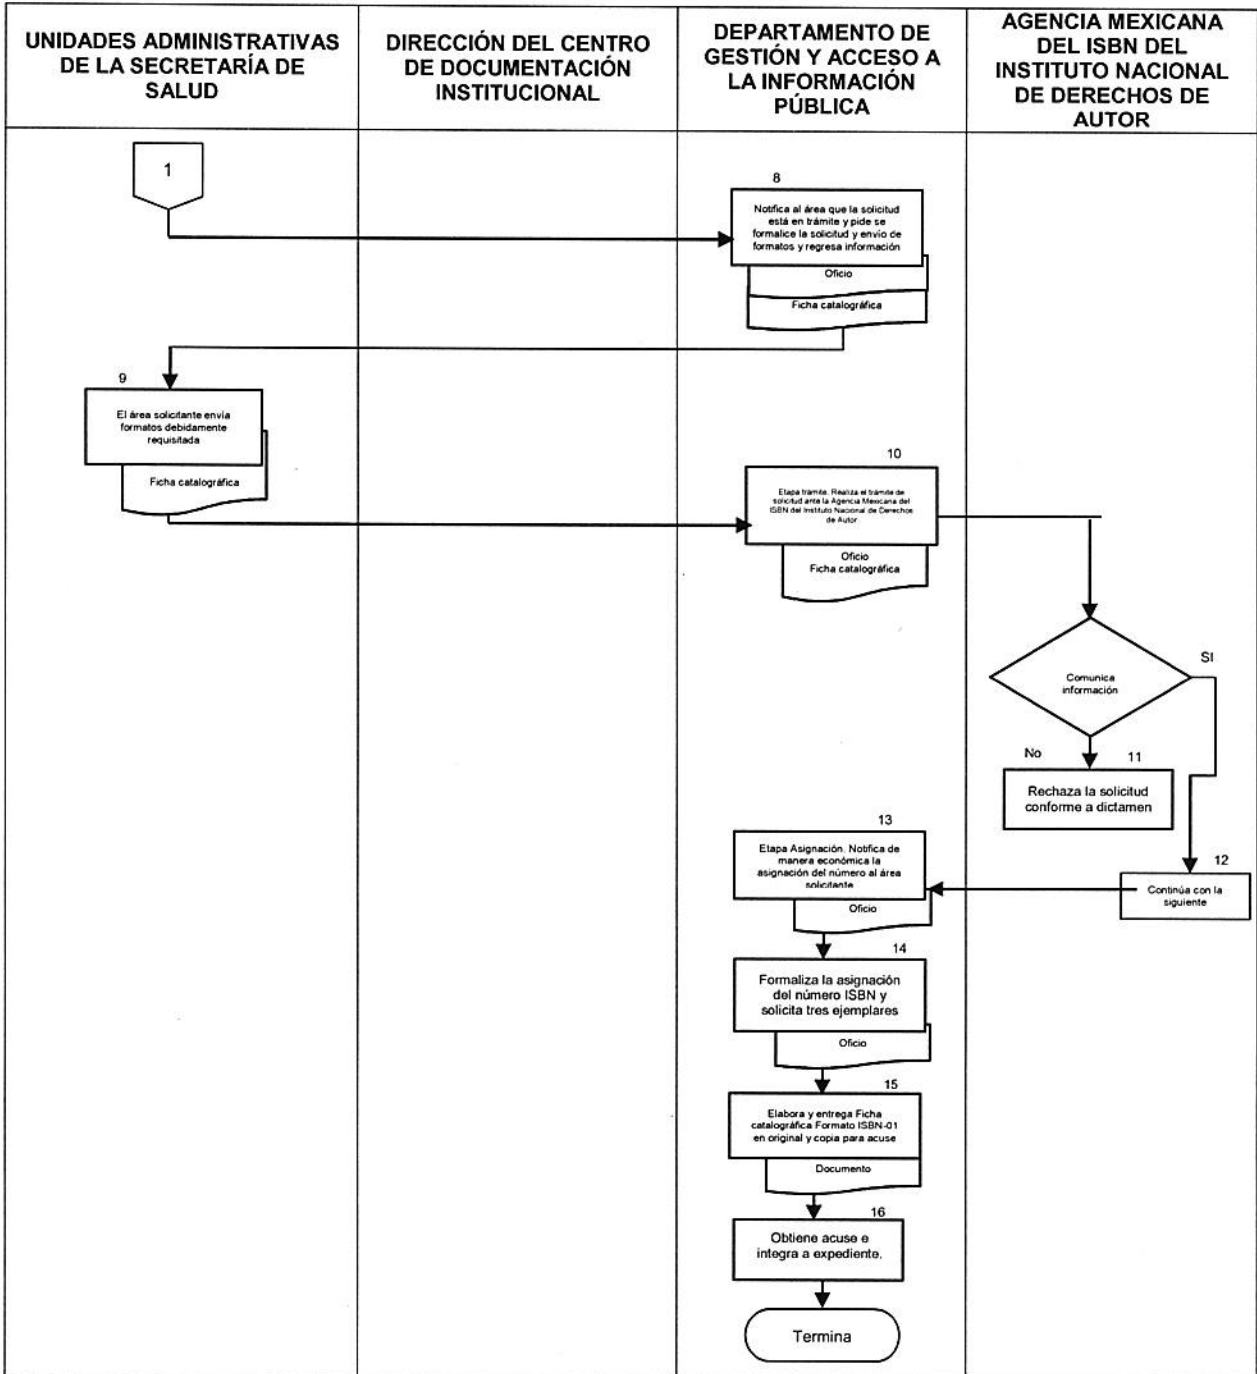 UNIDADES ADMINISTRATIVAS
DE LA SECRETARÍA DE
SALUD
DIRECCIÓN DEL CENTRO
DE DOCUMENTACIÓN
INSTITUCIONAL
DEPARTAMENTO DE
GESTIÓN Y ACCESO A
LA INFORMACIÓN
PÚBLICA
AGENCIA MEXICANA
DEL ISBN DEL
INSTITUTO NACIONAL
DE DERECHOS DE
AUTOR
1
8
Notifica al área que la solicitud
está en trámite y pide se
formalice la solicitud y envío de
formatos y regresa información
Oficio
Ficha catalográfica
9
El área solicitante envía
formatos debidamente
requisitada
Ficha catalográfica
10
Etapa trámite. Realiza el trámite de
solicitud ante la Agencia Mexicana del
ISBN del Instituto Nacional de Derechos
de Autor
Oficio
Ficha catalográfica
Comunica
información
SI
No
11
Rechaza la solicitud
conforme a dictamen
12
Continúa con la
siguiente
13
Etapa Asignación. Notifica de
manera económica la
asignación del número al área
solicitante
Oficio
14
Formaliza la asignación
del número ISBN y
solicita tres ejemplares
Oficio
15
Elabora y entrega Ficha
catalográfica Formato ISBN-01
en original y copia para acuse
Documento
16
Obtiene acuse e
integra a expediente.
Termina